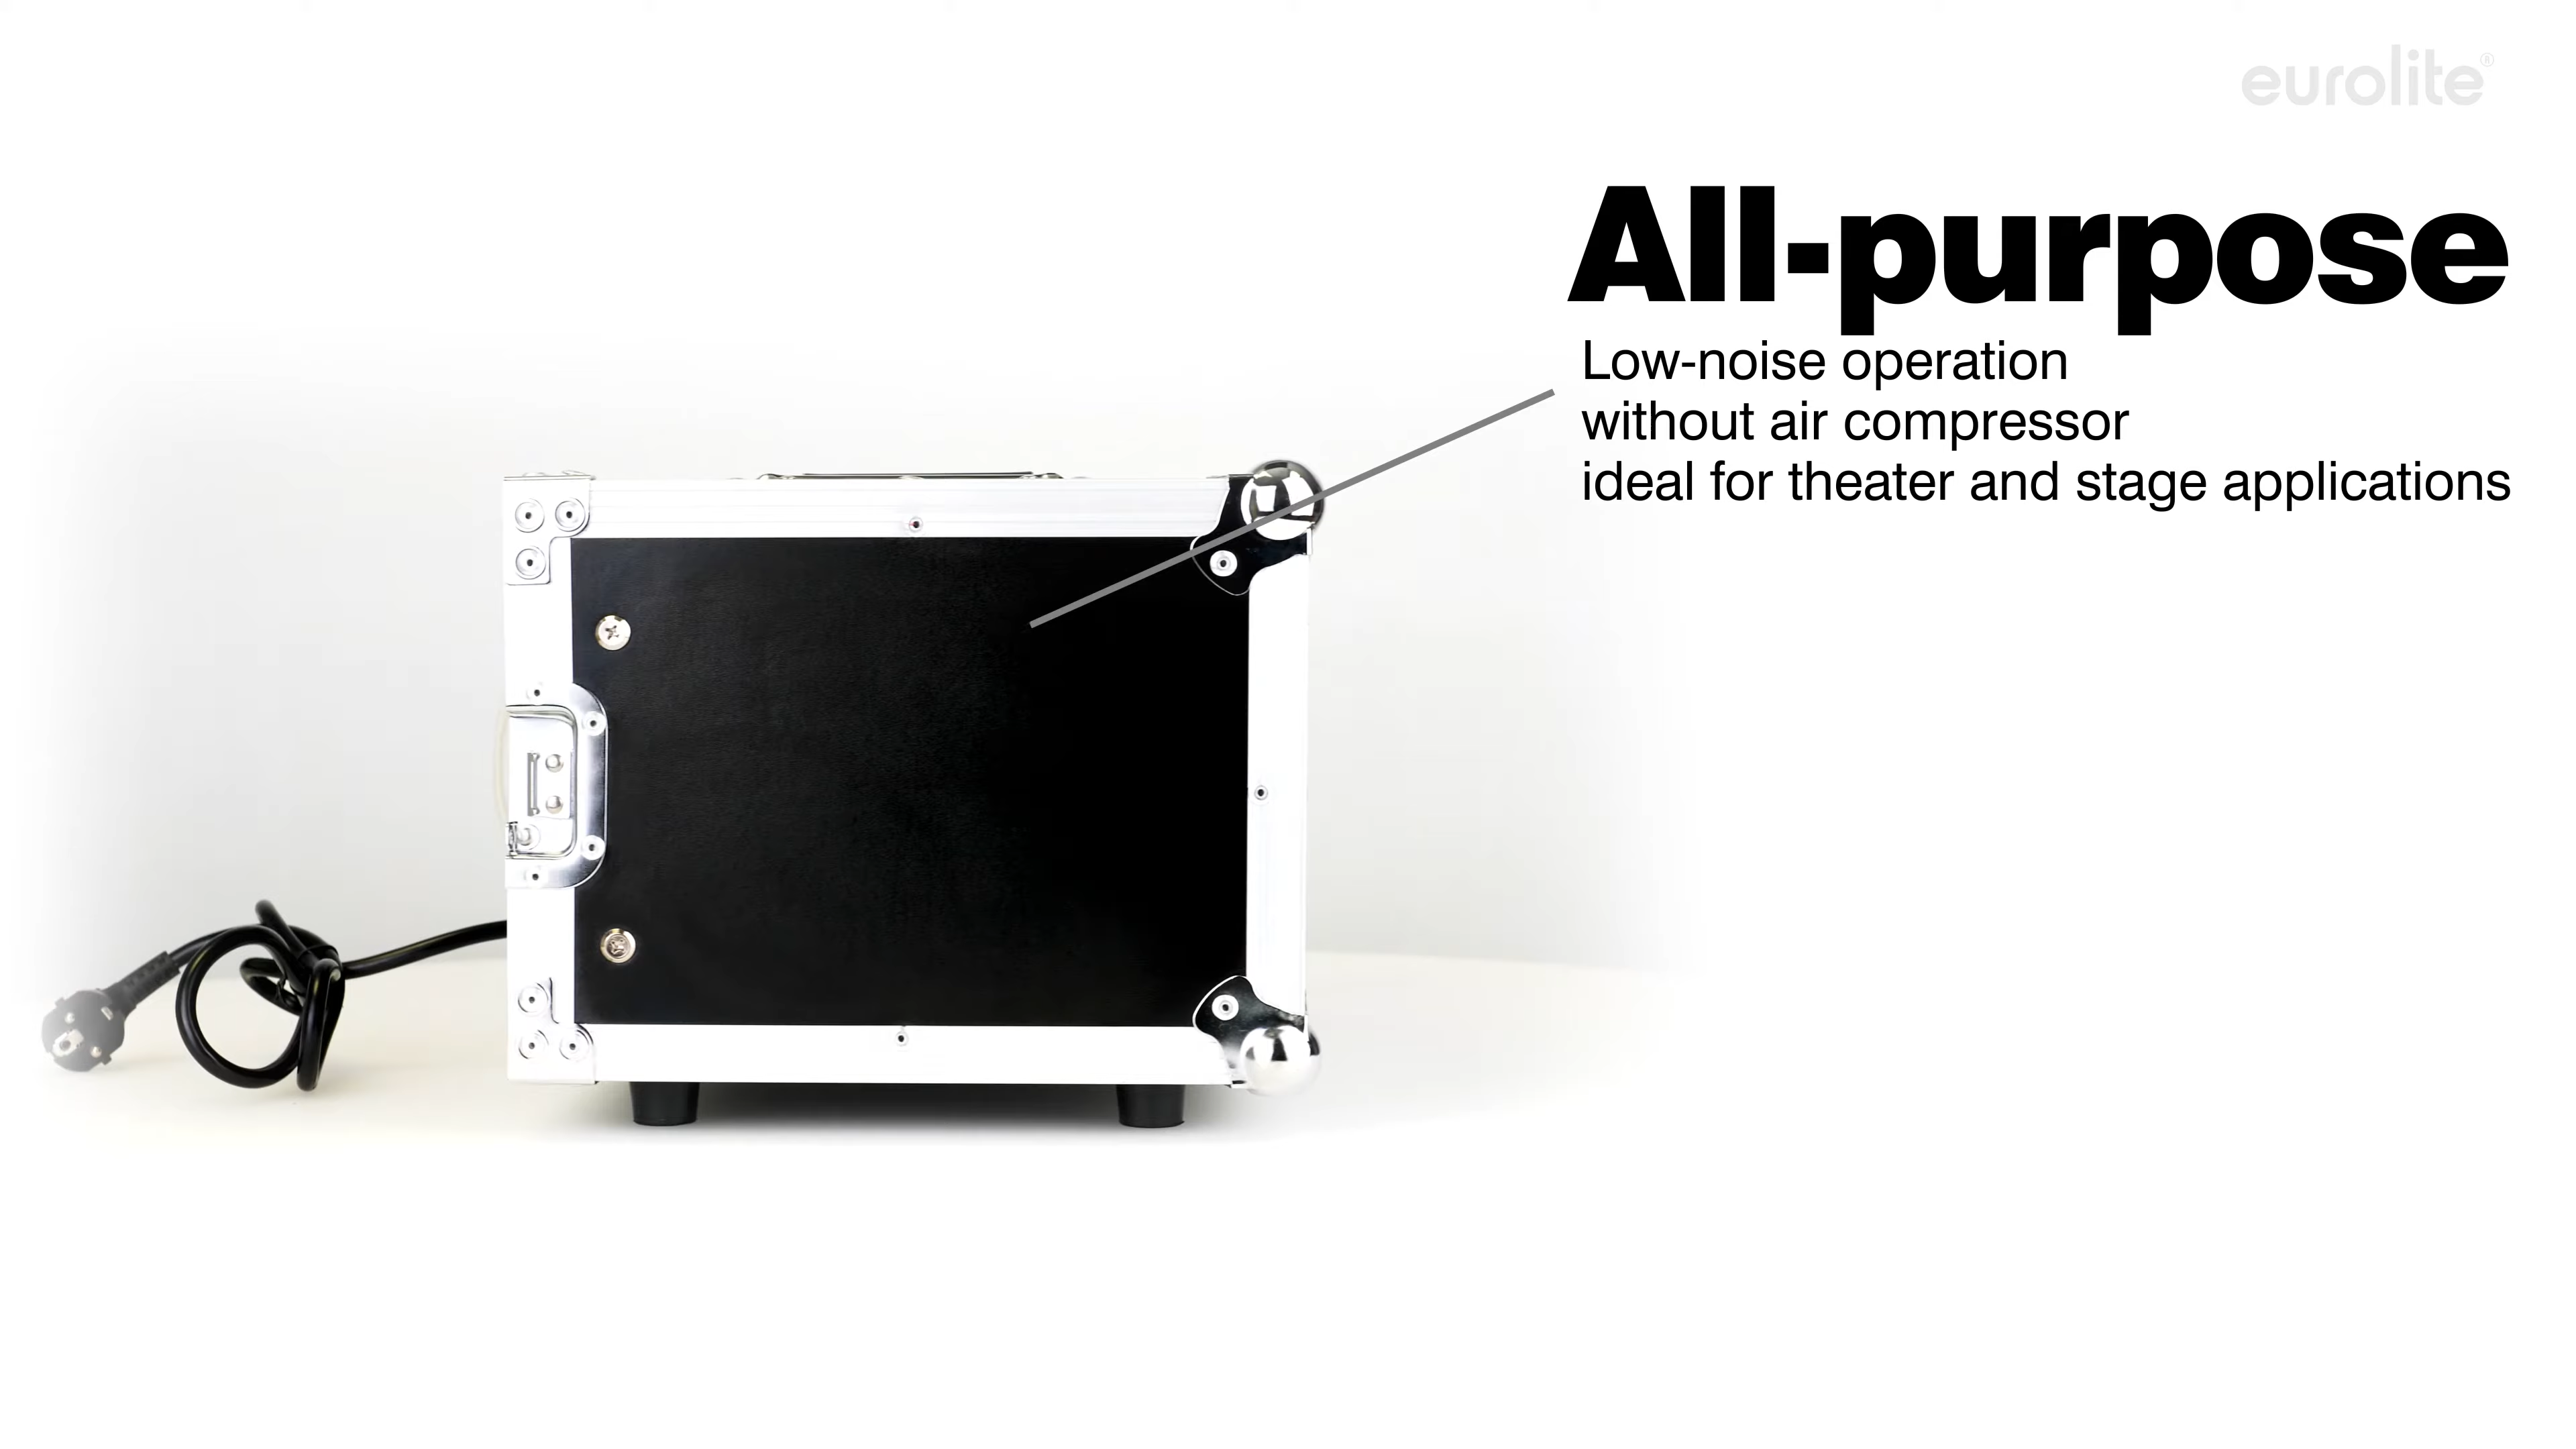 eurolite®
All-purpose
Low-noise operation
without air compressor
ideal for theater and stage applications